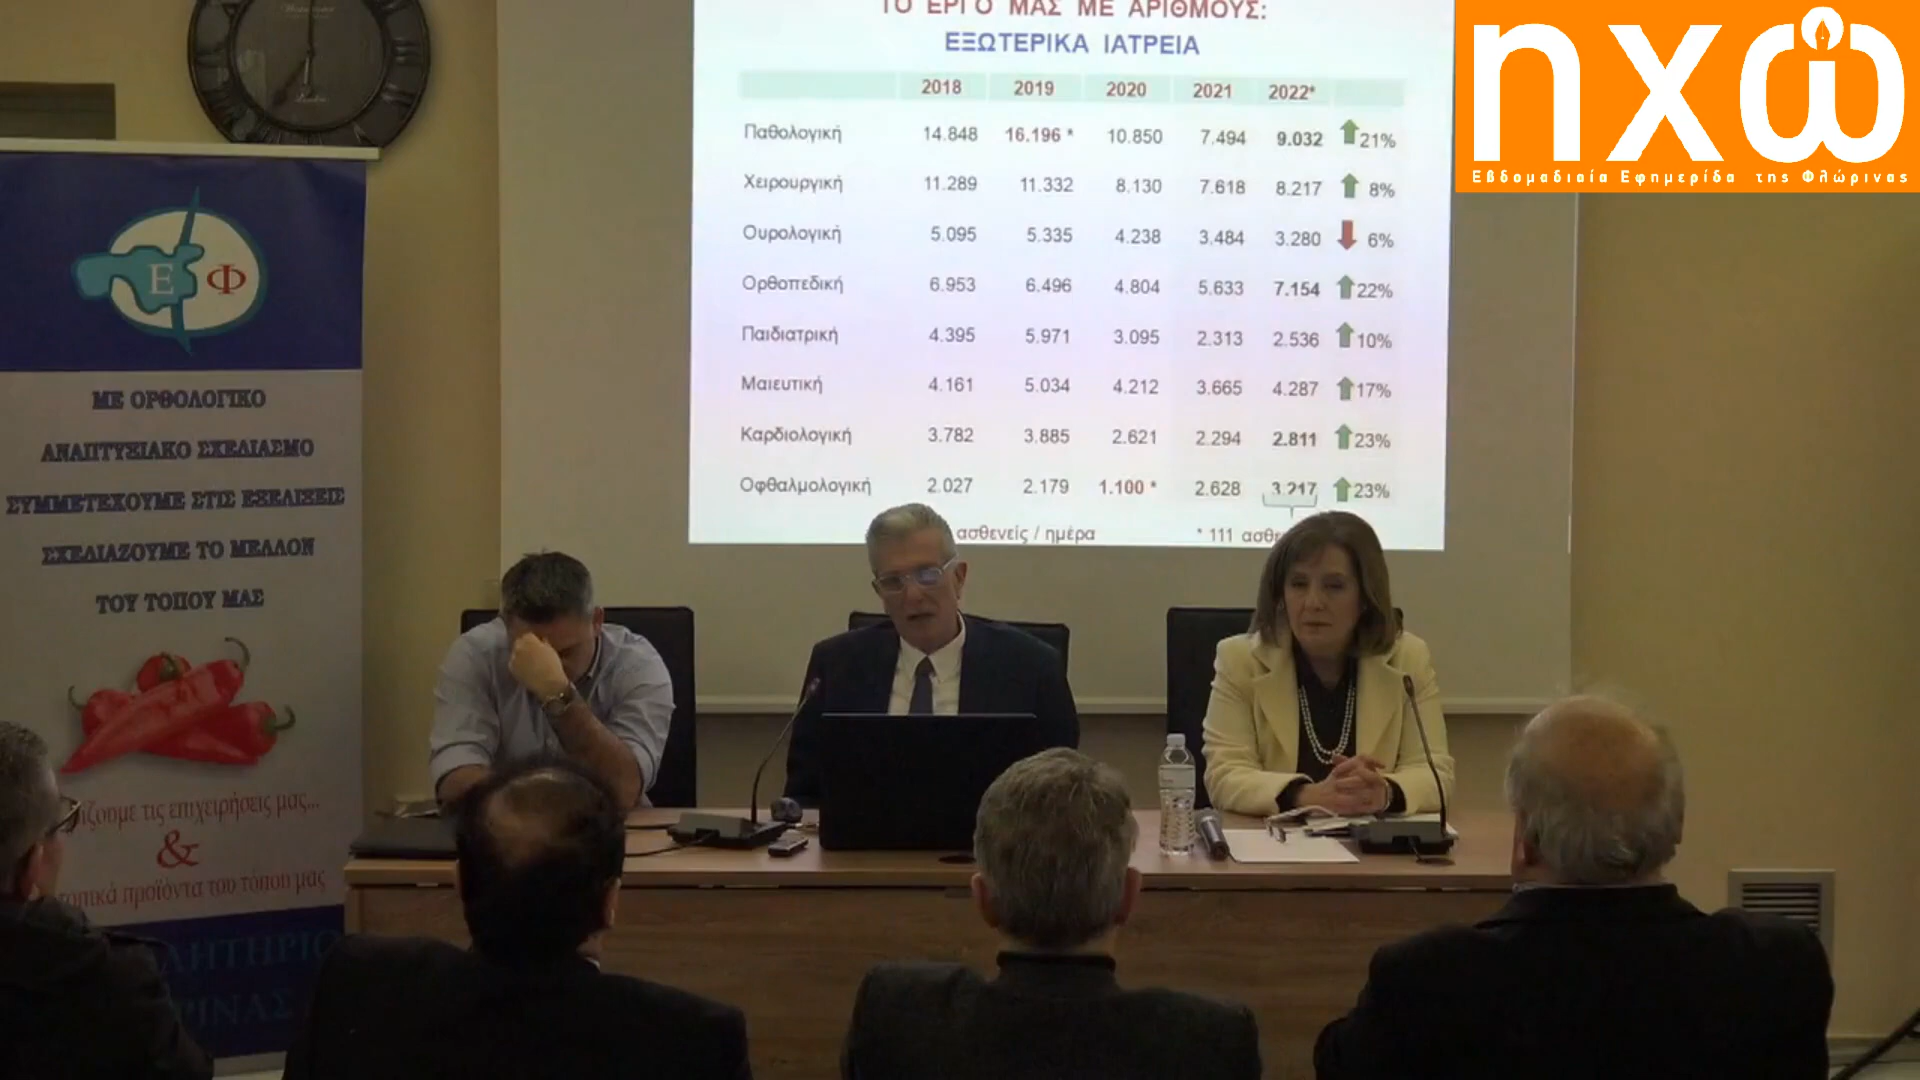 ΤΟ ΕΡΓΟ ΜΑΣ ΜΕ ΑΡΙΘΜΟΥΣ:
ΕΞΩΤΕΡΙΚΑ ΙΑΤΡΕΙΑ
2018 2019 2020 2021 2022*
Παθολογική 14.848 16.196 * 10.850 7.494 9.032 21%
Χειρουργική 11.289 11.332 8.130 7.618 8.217 8%
Ουρολογική 5.095 5.335 4.238 3.484 3.280 6%
Ορθοπεδική 6.953 6.496 4.804 5.633 7.154 22%
Παιδιατρική 4.395 5.971 3.095 2.313 2.536 10%
Μαιευτική 4.161 5.034 4.212 3.665 4.287 17%
Καρδιολογική 3.782 3.885 2.621 2.294 2.811 23%
Οφθαλμολογική 2.027 2.179 1.100 * 2.628 3.217 23%
ασθενείς / ημέρα * 111
ηχώ
Εβδομαδιαία Εφημερίδα της Φλώρινας
Ε Φ
ΜΕ ΟΡΘΟΛΟΓΙΚΟ
ΑΝΑΠΤΥΞΙΑΚΟ ΣΧΕΔΙΑΣΜΟ
ΣΥΜΜΕΤΕΧΟΥΜΕ ΣΤΙΣ ΕΞΕΛΙΞΕΙΣ
ΣΧΕΔΙΑΖΟΥΜΕ ΤΟ ΜΕΛΛΟΝ
ΤΟΥ ΤΟΠΟΥ ΜΑΣ
τις επιχειρήσεις μας...
&
προϊόντα του τόπου μας